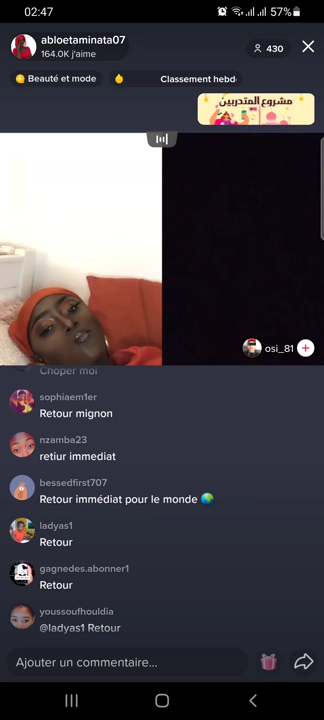 02:47
57%
abloetaminata07
164.0K j'aime
430
Beauté et mode
Classement hebd
مشروع المتدربين
osi_81
Choper moi
sophiaem1er
Retour mignon
nzamba23
retiur immediat
bessedfirst707
Retour immédiat pour le monde 🌍
ladyas1
Retour
gagnedes.abonner1
Retour
youssoufhouldia
@ladyas1 Retour
Ajouter un commentaire...